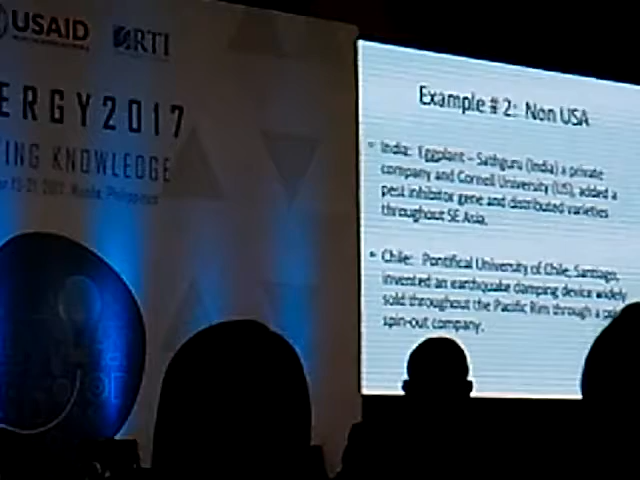 USAID
RTI
ERGY2017
ING KNOWLEDGE
Manila, Philippines
Example # 2: Non USA
India: Eggplant – Sathguru (India) a private
company and Cornell University (US), added a
pest inhibitor gene and distributed varieties
throughout SE Asia.
Chile: Pontifical University of Chile, Santiago,
invented an earthquake damping device widely
sold throughout the Pacific Rim through a
spin-out company.